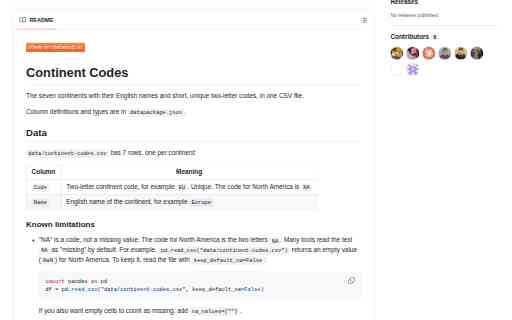 README
view on datahub.io
Continent Codes
The seven continents with their English names and short, unique two-letter codes, in one CSV file.
Column definitions and types are in datapackage.json.
Data
data/continent-codes.csv has 7 rows, one per continent:
Column Meaning
Code Two-letter continent code, for example EU. Unique. The code for North America is NA
Name English name of the continent, for example Europe
Known limitations
• "NA" is a code, not a missing value. The code for North America is the two letters NA. Many tools read the text
NA as "missing" by default. For example, pd.read_csv("data/continent-codes.csv") returns an empty value
(NaN) for North America. To keep it, read the file with keep_default_na=False.
import pandas as pd
df = pd.read_csv("data/continent-codes.csv", keep_default_na=False)
If you also want empty cells to count as missing, add na_values=[""].
Releases
No releases published
Contributors 8